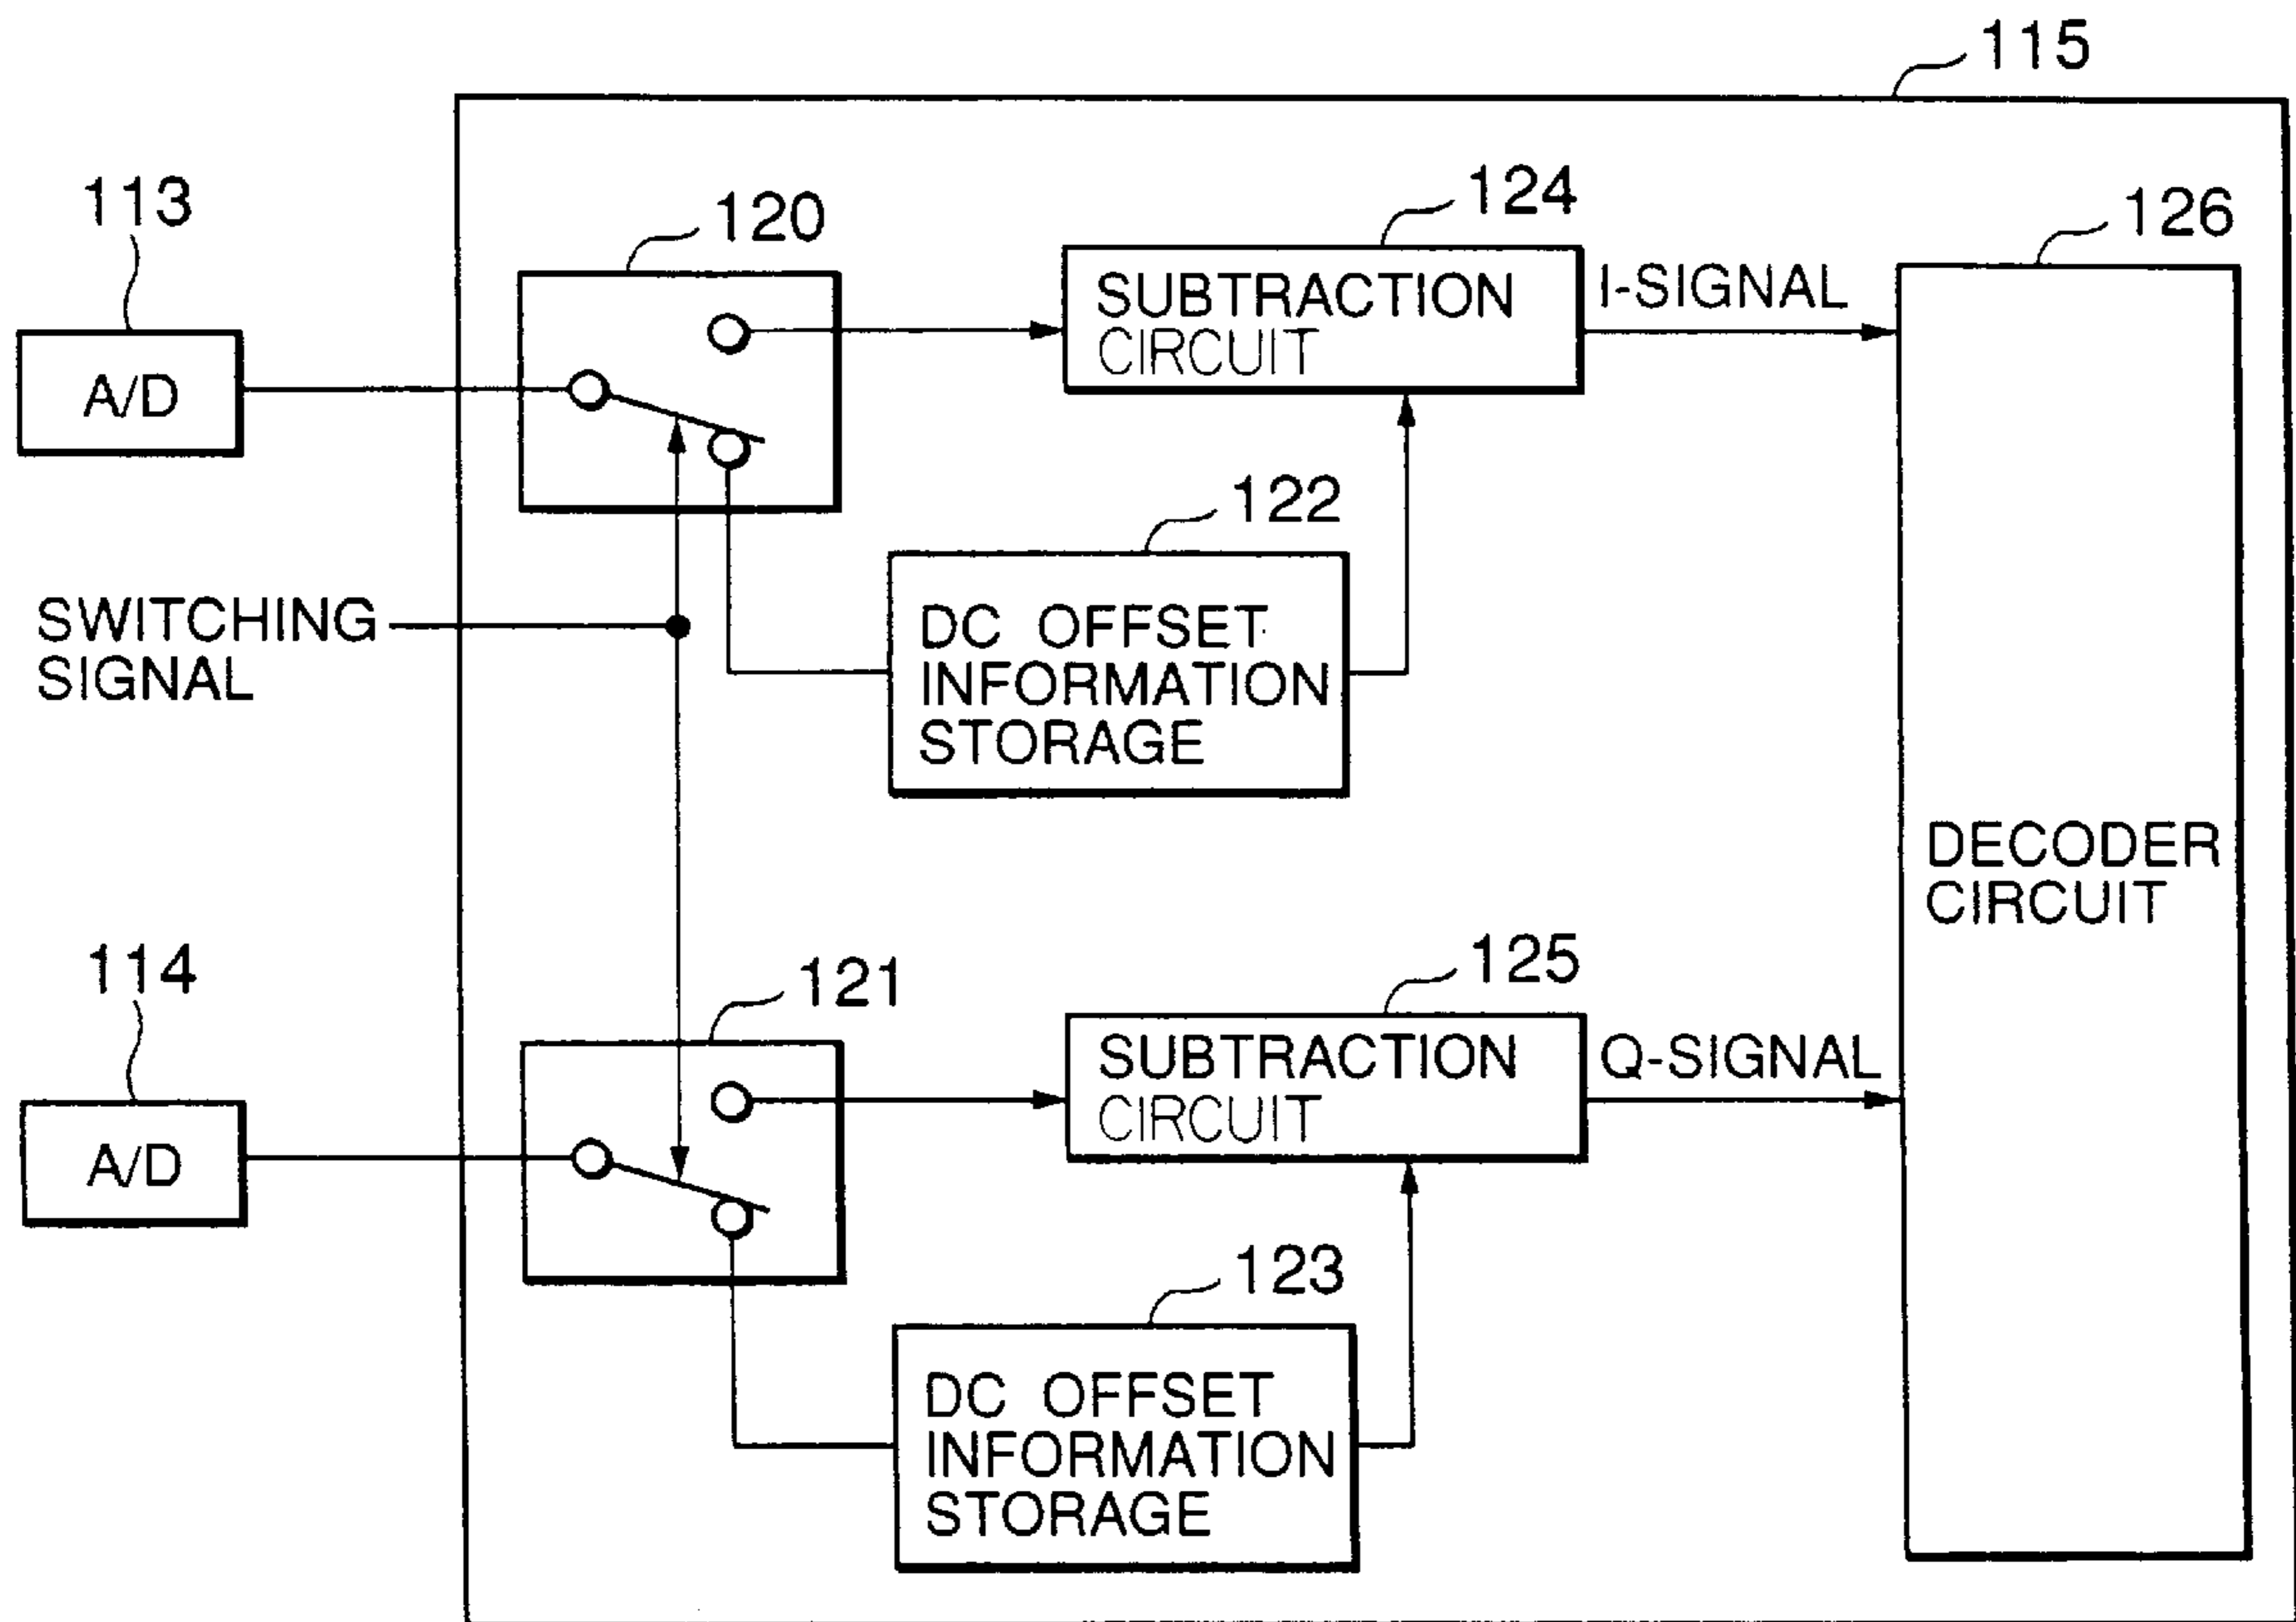 115
113
120
124
126
SUBTRACTION
CIRCUIT
I-SIGNAL
A/D
122
SWITCHING
SIGNAL
DC OFFSET
INFORMATION
STORAGE
DECODER
CIRCUIT
114
121
125
SUBTRACTION
CIRCUIT
Q-SIGNAL
A/D
123
DC OFFSET
INFORMATION
STORAGE